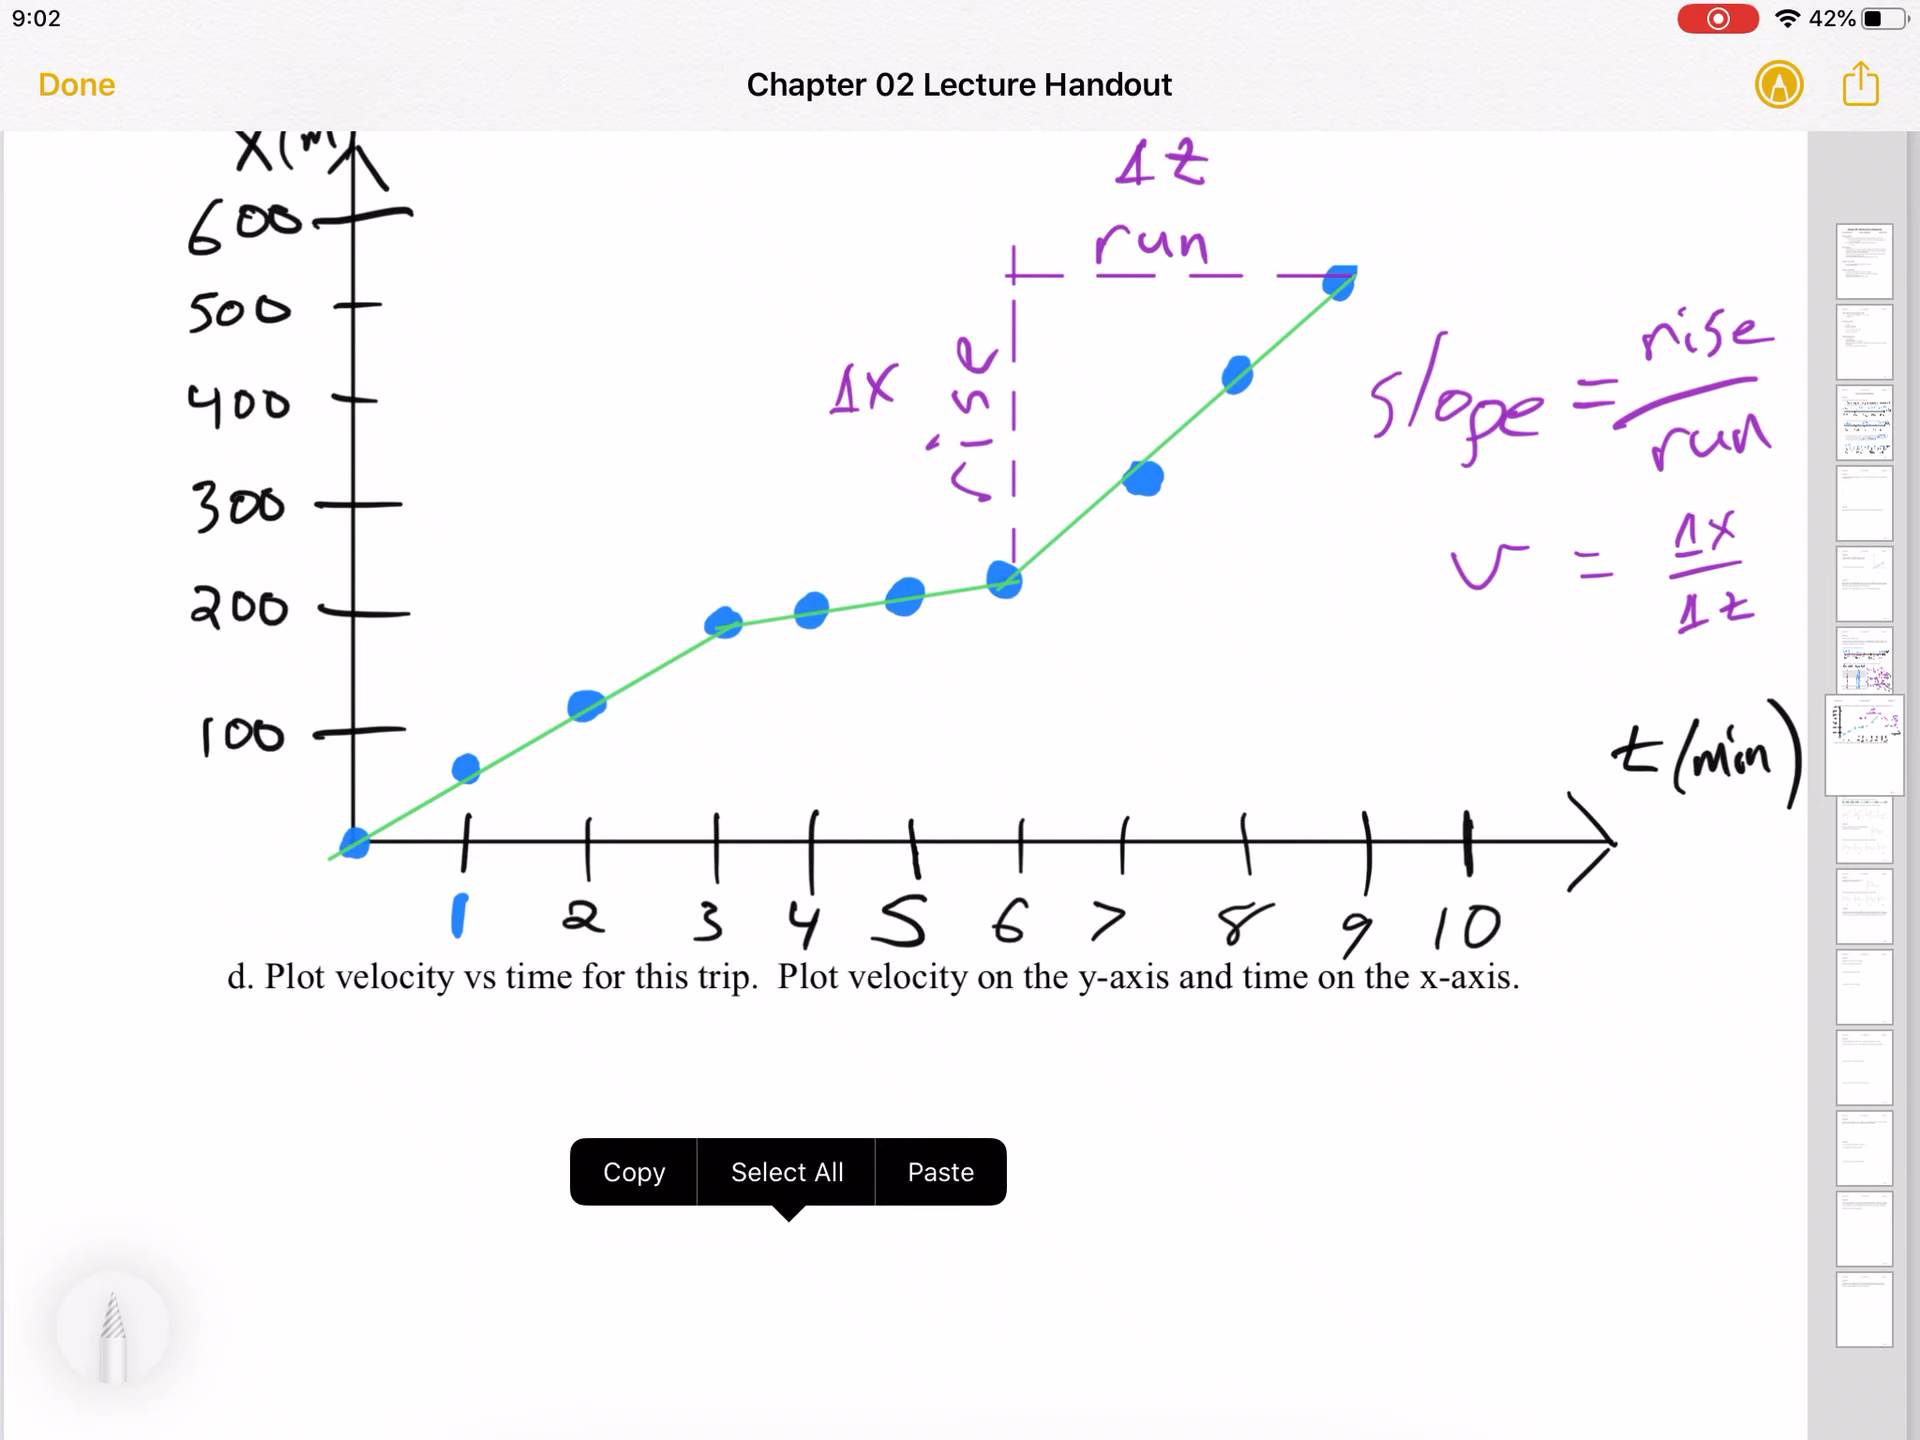 9:02
42%
Done
Chapter 02 Lecture Handout
X(m)
600
500
400
300
200
100
Δt
run
Δx
rise
slope = rise/run
v = Δx/Δt
t(min)
1 2 3 4 5 6 7 8 9 10
d. Plot velocity vs time for this trip. Plot velocity on the y-axis and time on the x-axis.
Copy Select All Paste